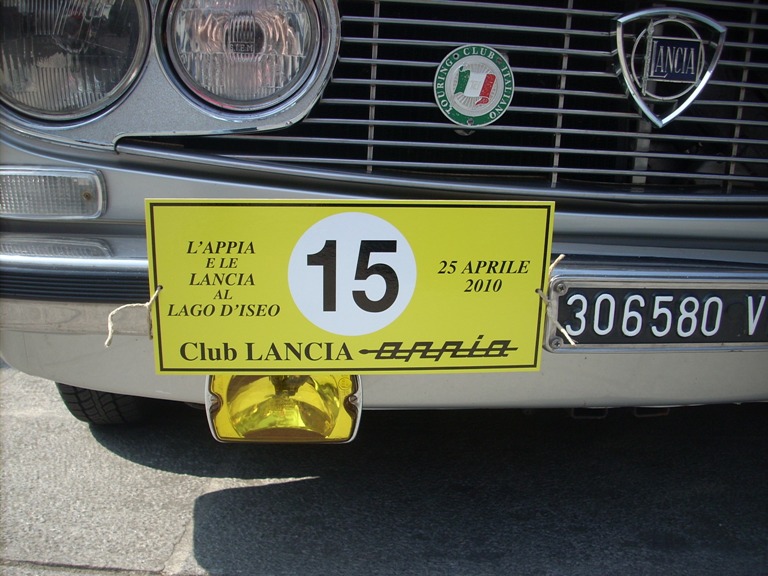 TOURING CLUB ITALIANO
LANCIA
L'APPIA
E LE
LANCIA
AL
LAGO D'ISEO
15
25 APRILE
2010
Club LANCIA appia
306580 V